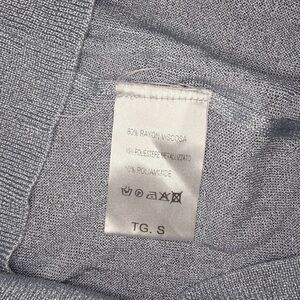 80% RAYON VISCOSA
10% POLIESTERE METALLIZZATO
10% POLIAMMIDE
TG. S